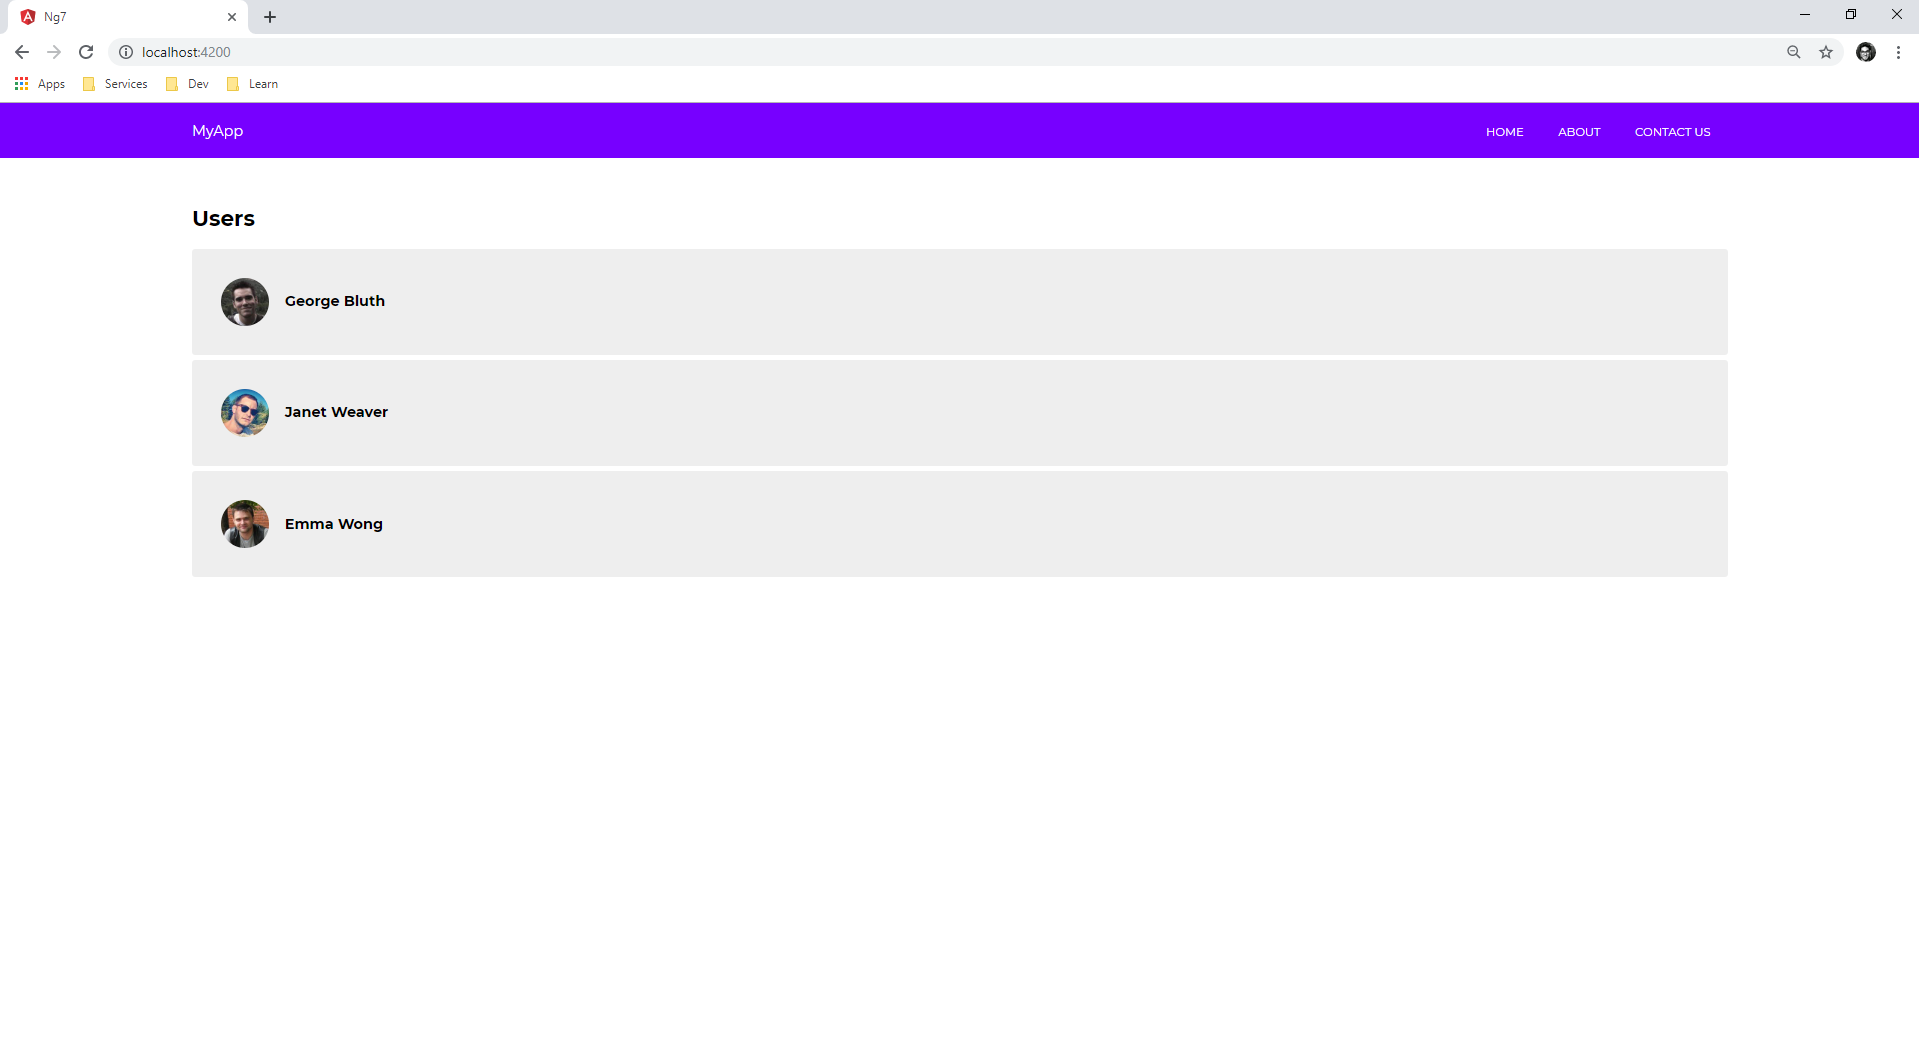 Ng7
localhost:4200
Apps Services Dev Learn
MyApp HOME ABOUT CONTACT US
Users
George Bluth
Janet Weaver
Emma Wong